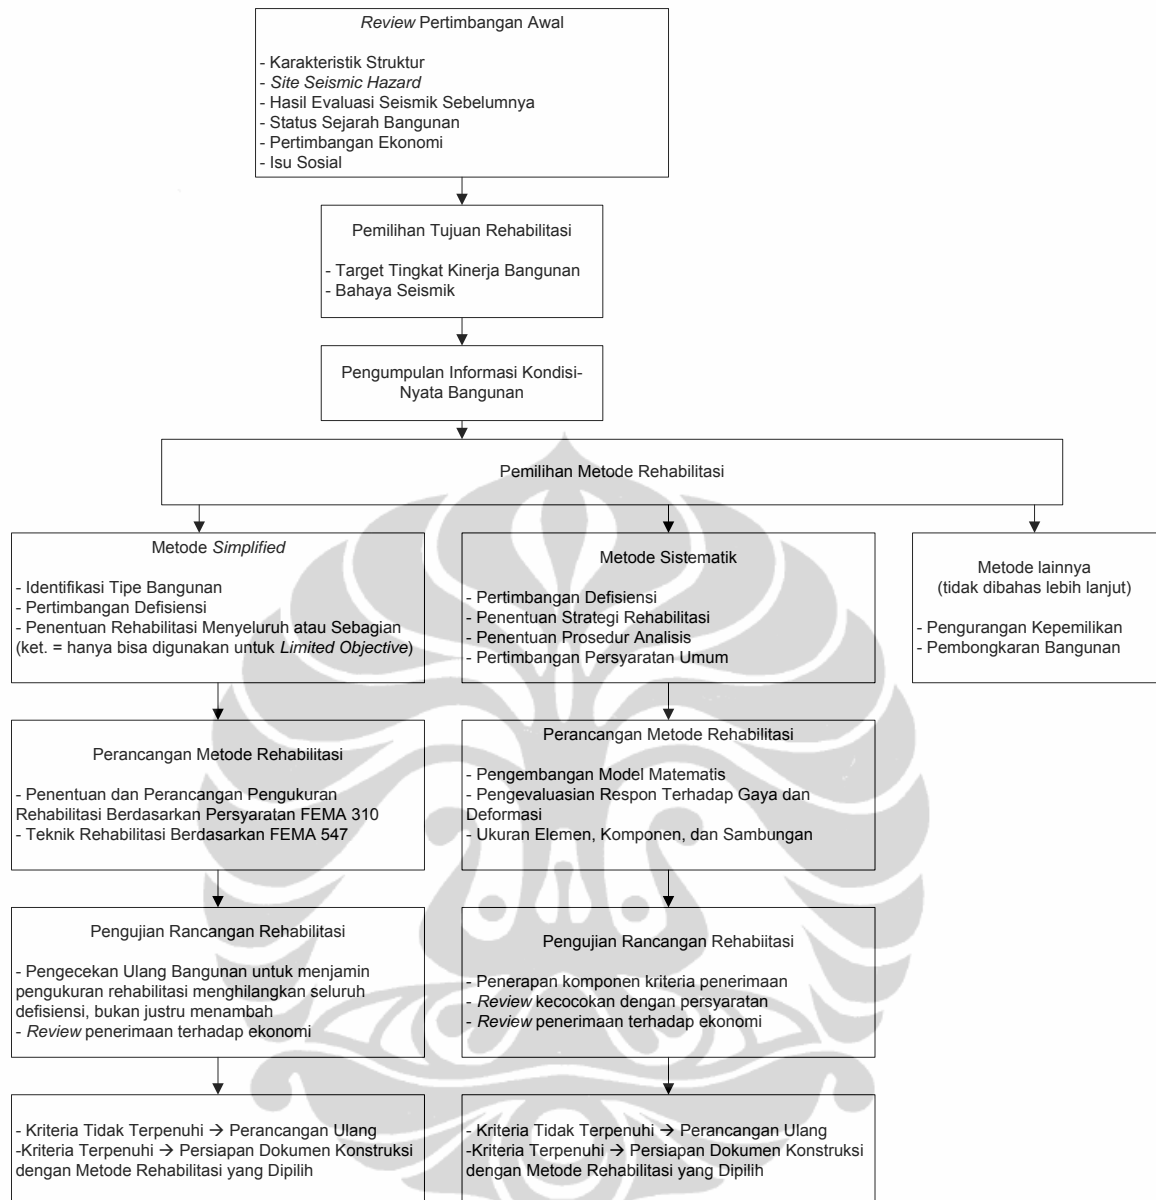 Review Pertimbangan Awal
- Karakteristik Struktur
- Site Seismic Hazard
- Hasil Evaluasi Seismik Sebelumnya
- Status Sejarah Bangunan
- Pertimbangan Ekonomi
- Isu Sosial
Pemilihan Tujuan Rehabilitasi
- Target Tingkat Kinerja Bangunan
- Bahaya Seismik
Pengumpulan Informasi Kondisi-
Nyata Bangunan
Pemilihan Metode Rehabilitasi
Metode Simplified
- Identifikasi Tipe Bangunan
- Pertimbangan Defisiensi
- Penentuan Rehabilitasi Menyeluruh atau Sebagian
(ket. = hanya bisa digunakan untuk Limited Objective)
Metode Sistematik
- Pertimbangan Defisiensi
- Penentuan Strategi Rehabilitasi
- Penentuan Prosedur Analisis
- Pertimbangan Persyaratan Umum
Metode lainnya
(tidak dibahas lebih lanjut)
- Pengurangan Kepemilikan
- Pembongkaran Bangunan
Perancangan Metode Rehabilitasi
- Penentuan dan Perancangan Pengukuran
Rehabilitasi Berdasarkan Persyaratan FEMA 310
- Teknik Rehabilitasi Berdasarkan FEMA 547
Perancangan Metode Rehabilitasi
- Pengembangan Model Matematis
- Pengevaluasian Respon Terhadap Gaya dan
Deformasi
- Ukuran Elemen, Komponen, dan Sambungan
Pengujian Rancangan Rehabilitasi
- Pengecekan Ulang Bangunan untuk menjamin
pengukuran rehabilitasi menghilangkan seluruh
defisiensi, bukan justru menambah
- Review penerimaan terhadap ekonomi
Pengujian Rancangan Rehabiitasi
- Penerapan komponen kriteria penerimaan
- Review kecocokan dengan persyaratan
- Review penerimaan terhadap ekonomi
- Kriteria Tidak Terpenuhi → Perancangan Ulang
-Kriteria Terpenuhi → Persiapan Dokumen Konstruksi
dengan Metode Rehabilitasi yang Dipilih
- Kriteria Tidak Terpenuhi → Perancangan Ulang
-Kriteria Terpenuhi → Persiapan Dokumen Konstruksi
dengan Metode Rehabilitasi yang Dipilih